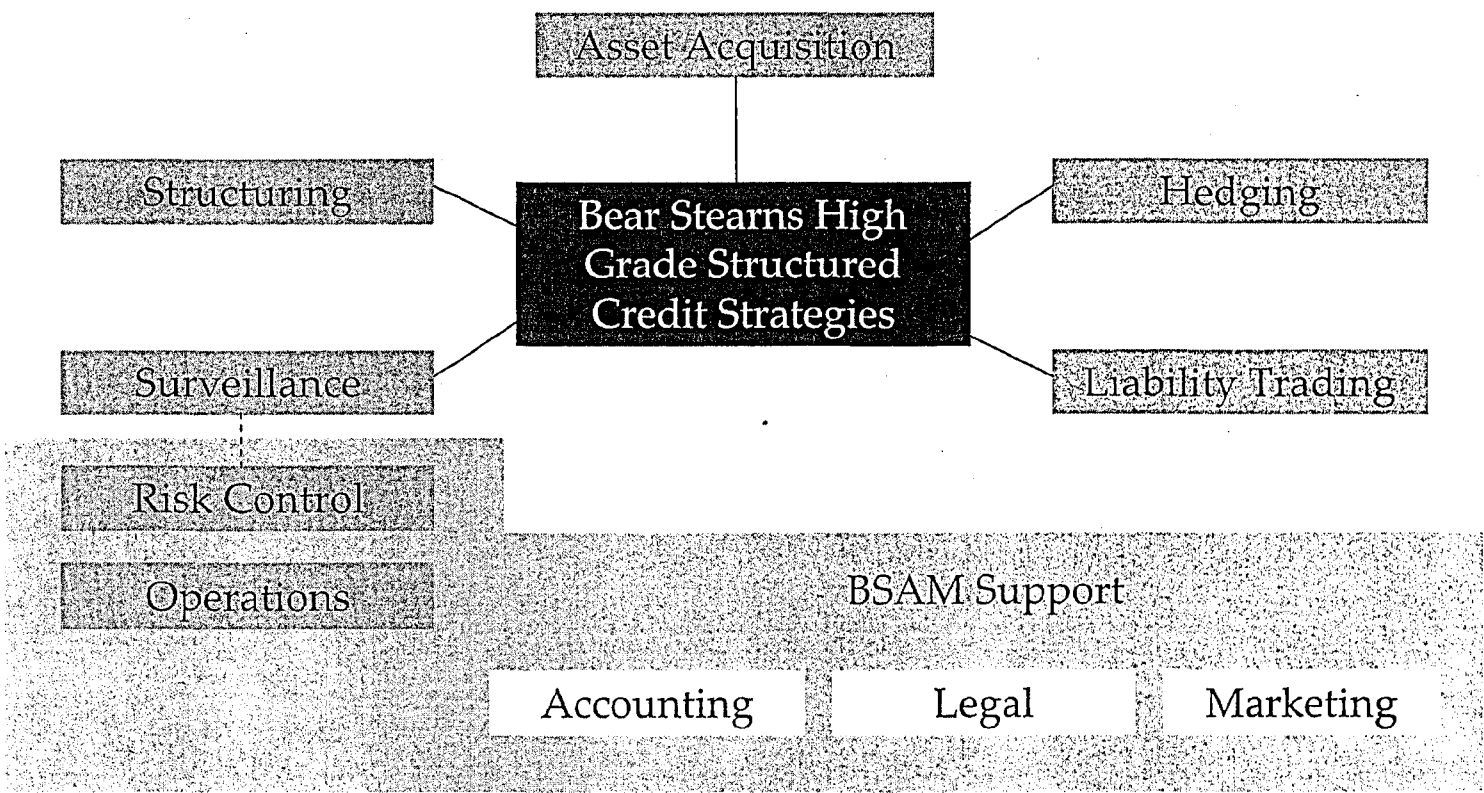 Asset Acquisition
Structuring
Hedging
Bear Stearns High
Grade Structured
Credit Strategies
Surveillance
Liability Trading
Risk Control
Operations
BSAM Support
Accounting
Legal
Marketing